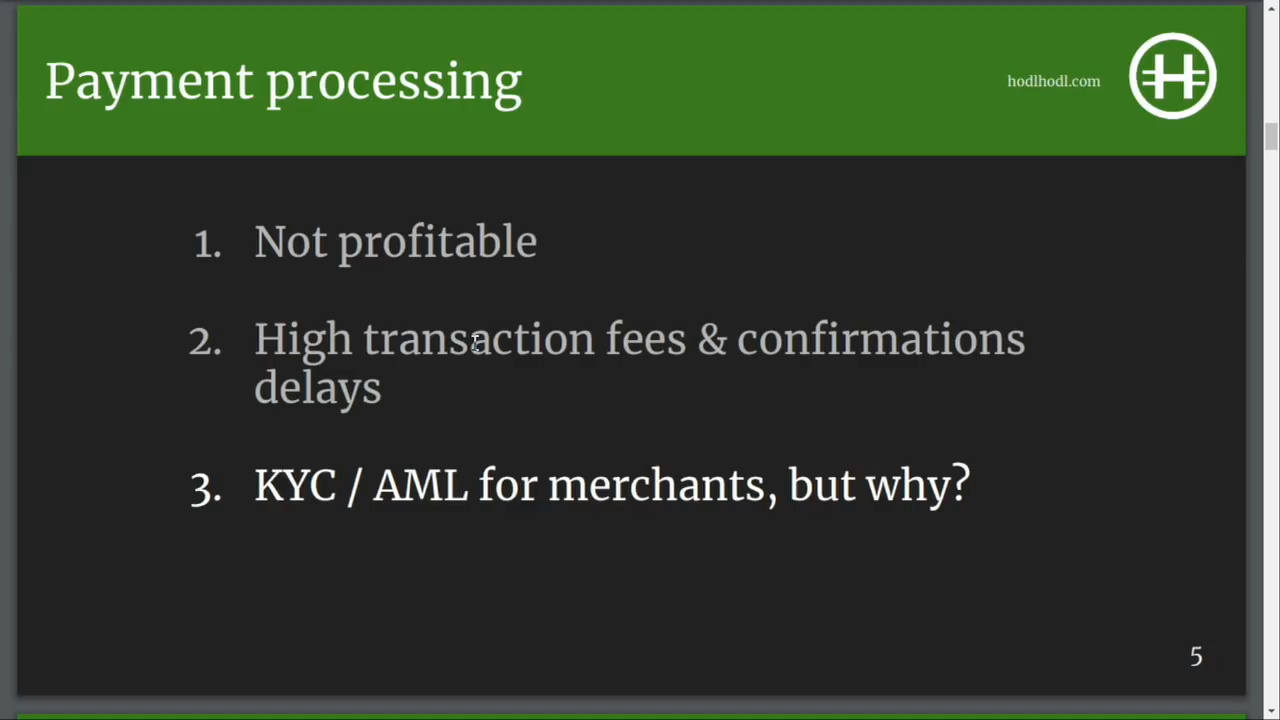 Payment processing
hodlhodl.com
1. Not profitable
2. High transaction fees & confirmations
delays
3. KYC / AML for merchants, but why?
5